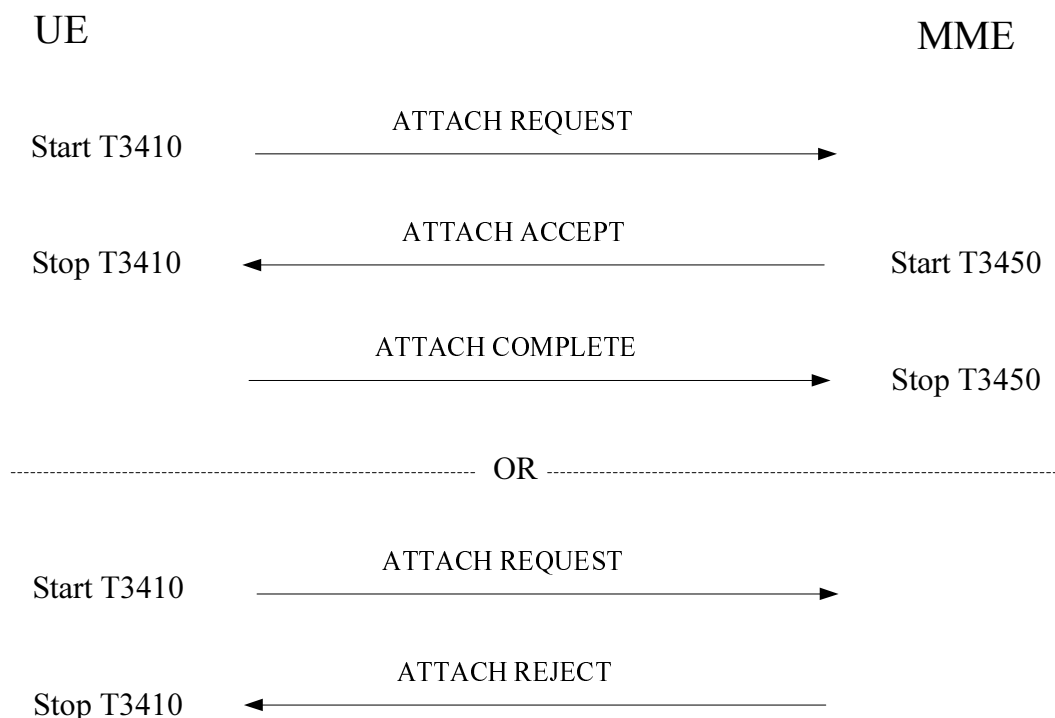 UE MME
ATTACH REQUEST
Start T3410
ATTACH ACCEPT
Stop T3410 Start T3450
ATTACH COMPLETE
Stop T3450
OR
ATTACH REQUEST
Start T3410
ATTACH REJECT
Stop T3410